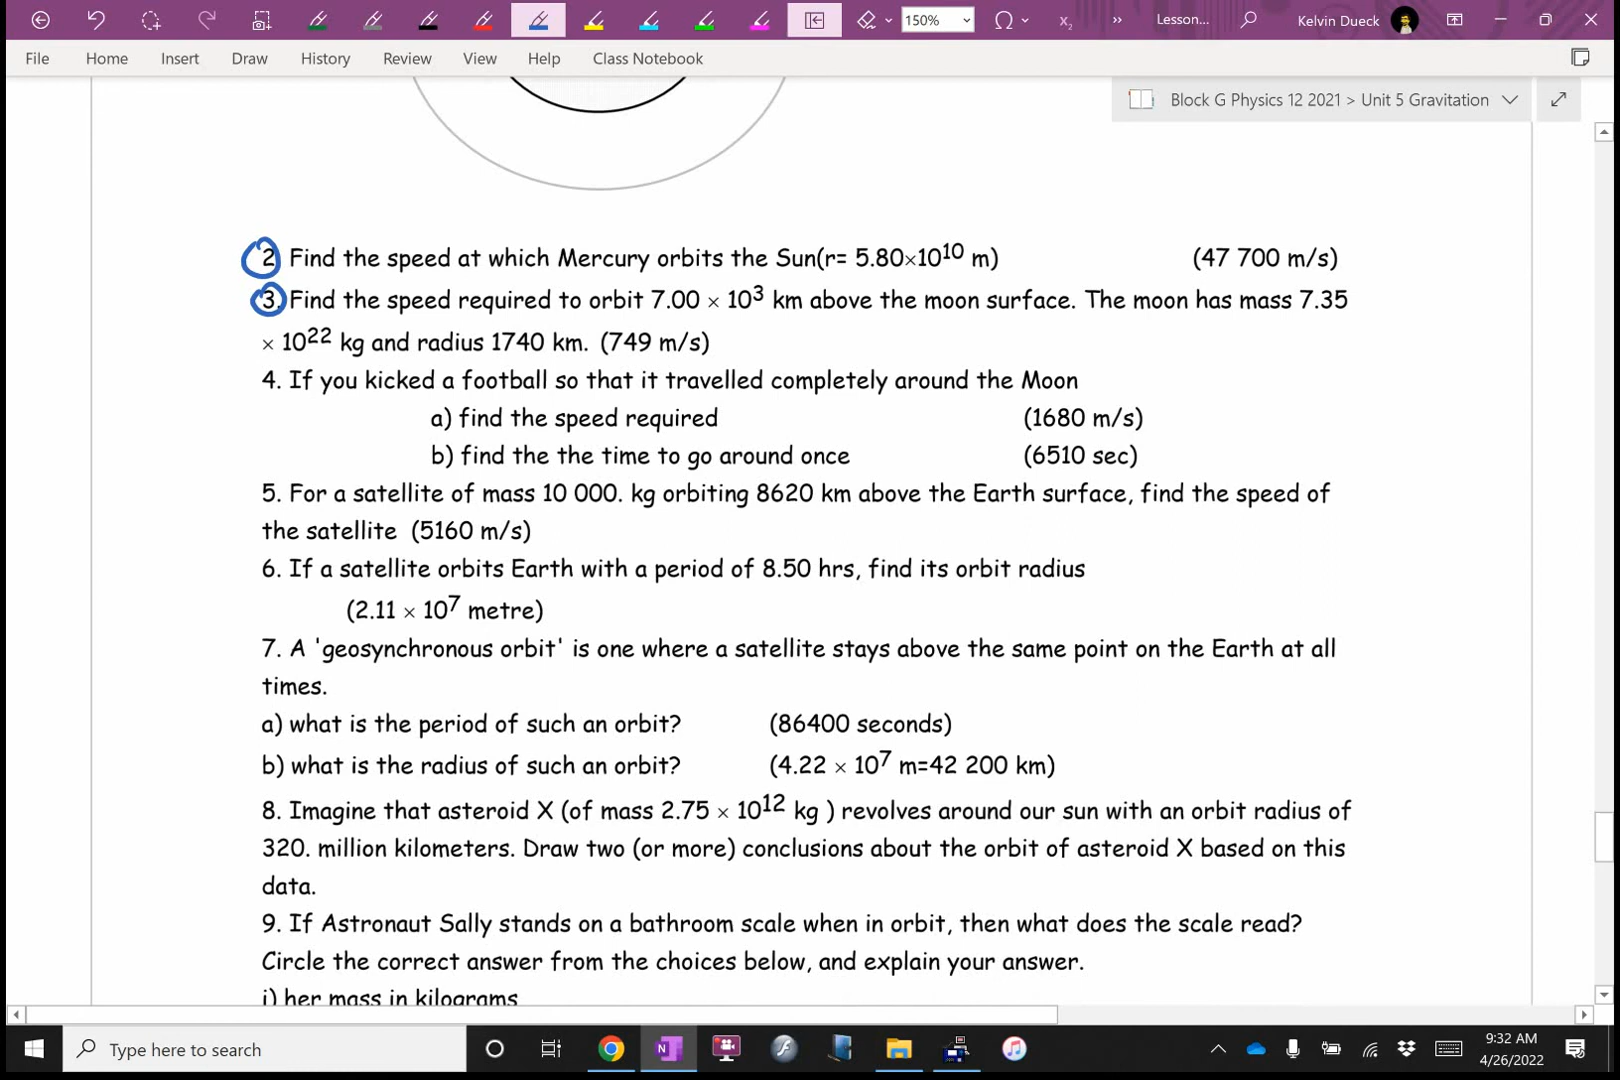 150%
Ω
x₂
»
Lesson...
Kelvin Dueck
File Home Insert Draw History Review View Help Class Notebook
Block G Physics 12 2021 > Unit 5 Gravitation
2 Find the speed at which Mercury orbits the Sun(r= 5.80×10¹⁰ m) (47 700 m/s)
3. Find the speed required to orbit 7.00 × 10³ km above the moon surface. The moon has mass 7.35
× 10²² kg and radius 1740 km. (749 m/s)
4. If you kicked a football so that it travelled completely around the Moon
a) find the speed required (1680 m/s)
b) find the the time to go around once (6510 sec)
5. For a satellite of mass 10 000. kg orbiting 8620 km above the Earth surface, find the speed of
the satellite (5160 m/s)
6. If a satellite orbits Earth with a period of 8.50 hrs, find its orbit radius
(2.11 × 10⁷ metre)
7. A 'geosynchronous orbit' is one where a satellite stays above the same point on the Earth at all
times.
a) what is the period of such an orbit? (86400 seconds)
b) what is the radius of such an orbit? (4.22 × 10⁷ m=42 200 km)
8. Imagine that asteroid X (of mass 2.75 × 10¹² kg ) revolves around our sun with an orbit radius of
320. million kilometers. Draw two (or more) conclusions about the orbit of asteroid X based on this
data.
9. If Astronaut Sally stands on a bathroom scale when in orbit, then what does the scale read?
Circle the correct answer from the choices below, and explain your answer.
i) her mass in kilograms
Type here to search
9:32 AM
4/26/2022